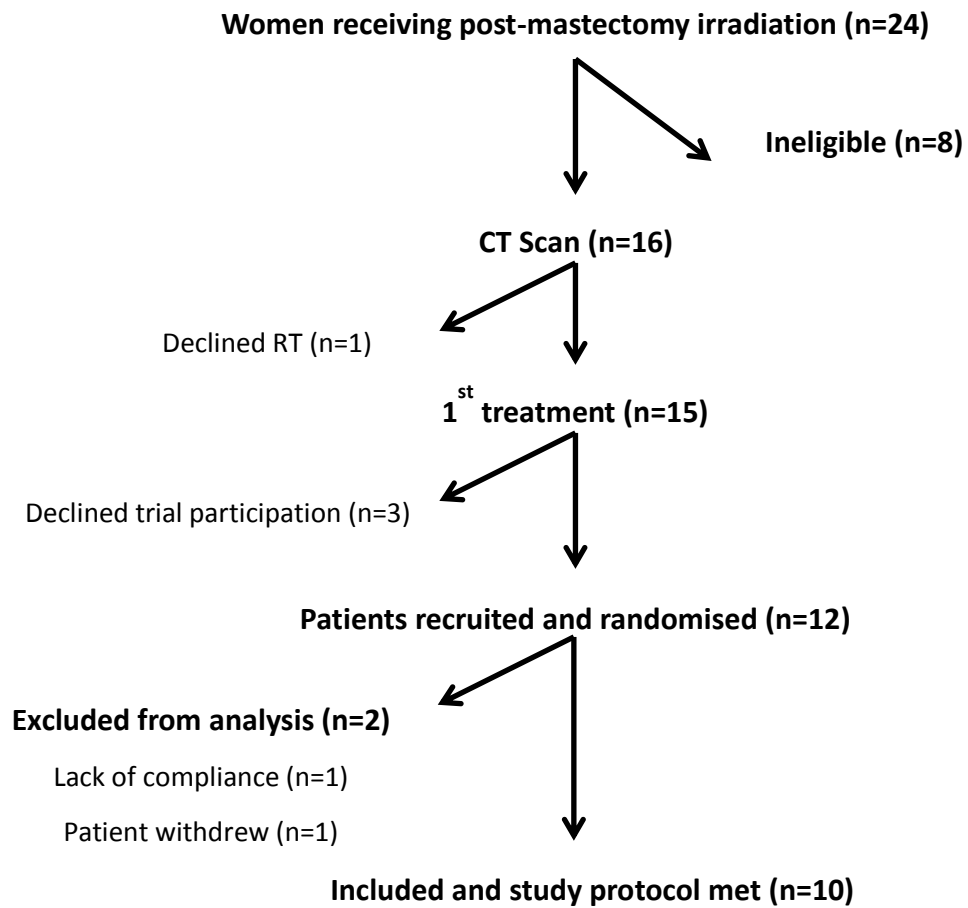 Women receiving post-mastectomy irradiation (n=24)
Ineligible (n=8)
CT Scan (n=16)
Declined RT (n=1)
1st treatment (n=15)
Declined trial participation (n=3)
Patients recruited and randomised (n=12)
Excluded from analysis (n=2)
Lack of compliance (n=1)
Patient withdrew (n=1)
Included and study protocol met (n=10)